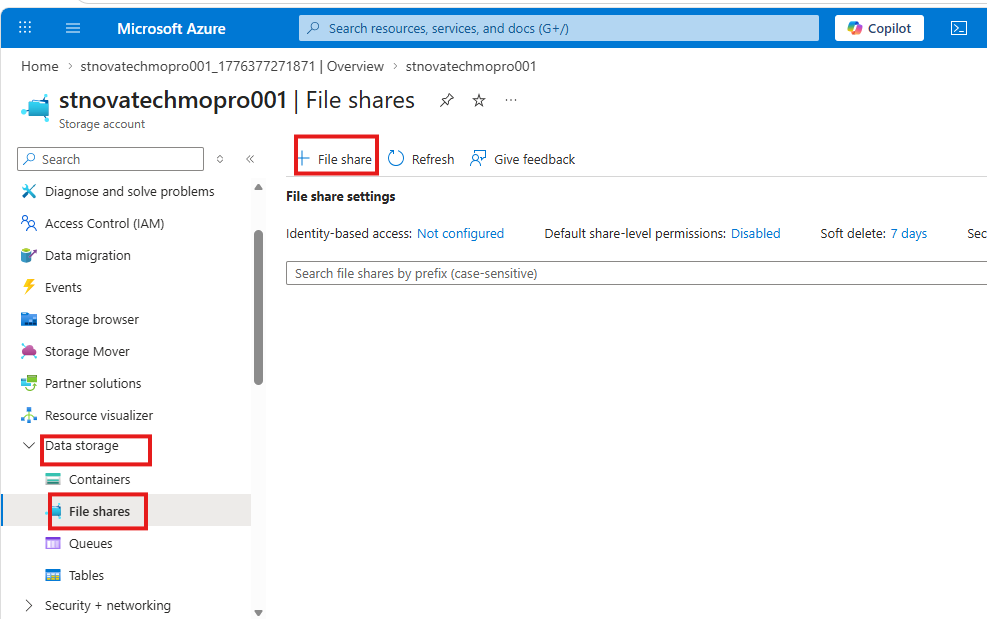 Microsoft Azure
Search resources, services, and docs (G+/)
Copilot
Home > stnovatechmopro001_1776377271871 | Overview > stnovatechmopro001
stnovatechmopro001 | File shares
Storage account
Search
Diagnose and solve problems
Access Control (IAM)
Data migration
Events
Storage browser
Storage Mover
Partner solutions
Resource visualizer
Data storage
Containers
File shares
Queues
Tables
Security + networking
+ File share Refresh Give feedback
File share settings
Identity-based access: Not configured Default share-level permissions: Disabled Soft delete: 7 days Sec
Search file shares by prefix (case-sensitive)